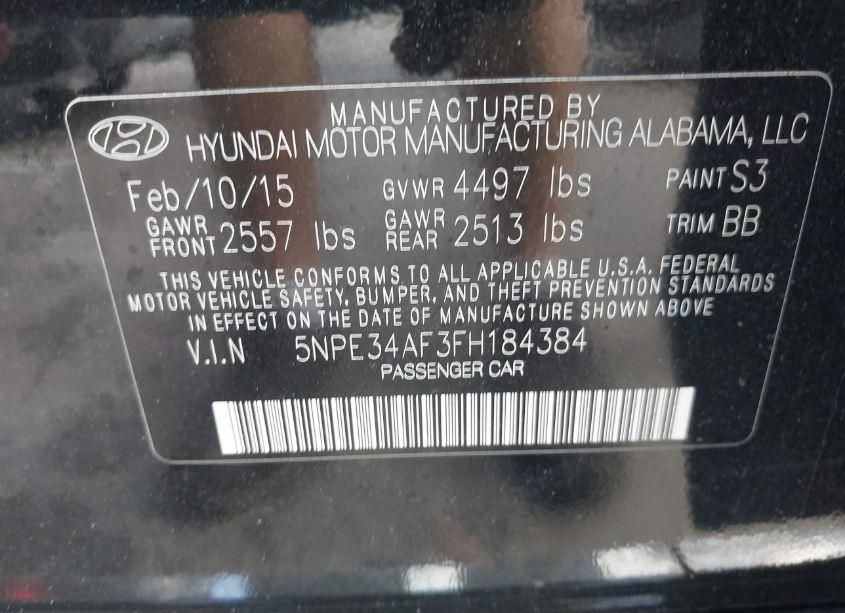 MANUFACTURED BY
HYUNDAI MOTOR MANUFACTURING ALABAMA, LLC
Feb/10/15 GVWR 4497 lbs PAINT S3
GAWR FRONT 2557 lbs GAWR REAR 2513 lbs TRIM BB
THIS VEHICLE CONFORMS TO ALL APPLICABLE U.S.A. FEDERAL
MOTOR VEHICLE SAFETY, BUMPER, AND THEFT PREVENTION STANDARDS
IN EFFECT ON THE DATE OF MANUFACTURE SHOWN ABOVE
V.I.N 5NPE34AF3FH184384
PASSENGER CAR